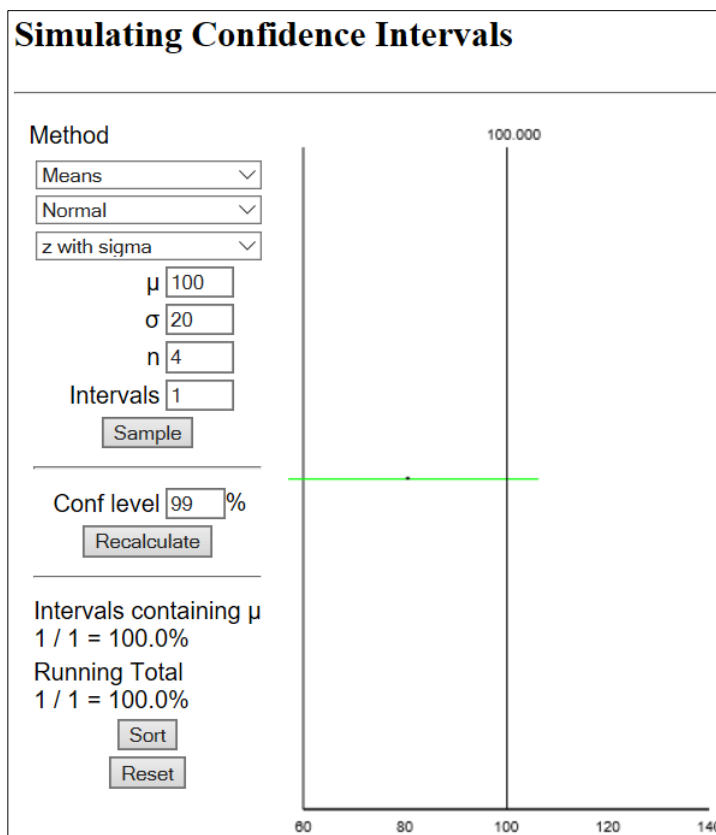 Simulating Confidence Intervals
Method
Means
Normal
z with sigma
μ 100
σ 20
n 4
Intervals 1
Sample
Conf level 99 %
Recalculate
Intervals containing μ
1 / 1 = 100.0%
Running Total
1 / 1 = 100.0%
Sort
Reset
100.000
60 80 100 120 140